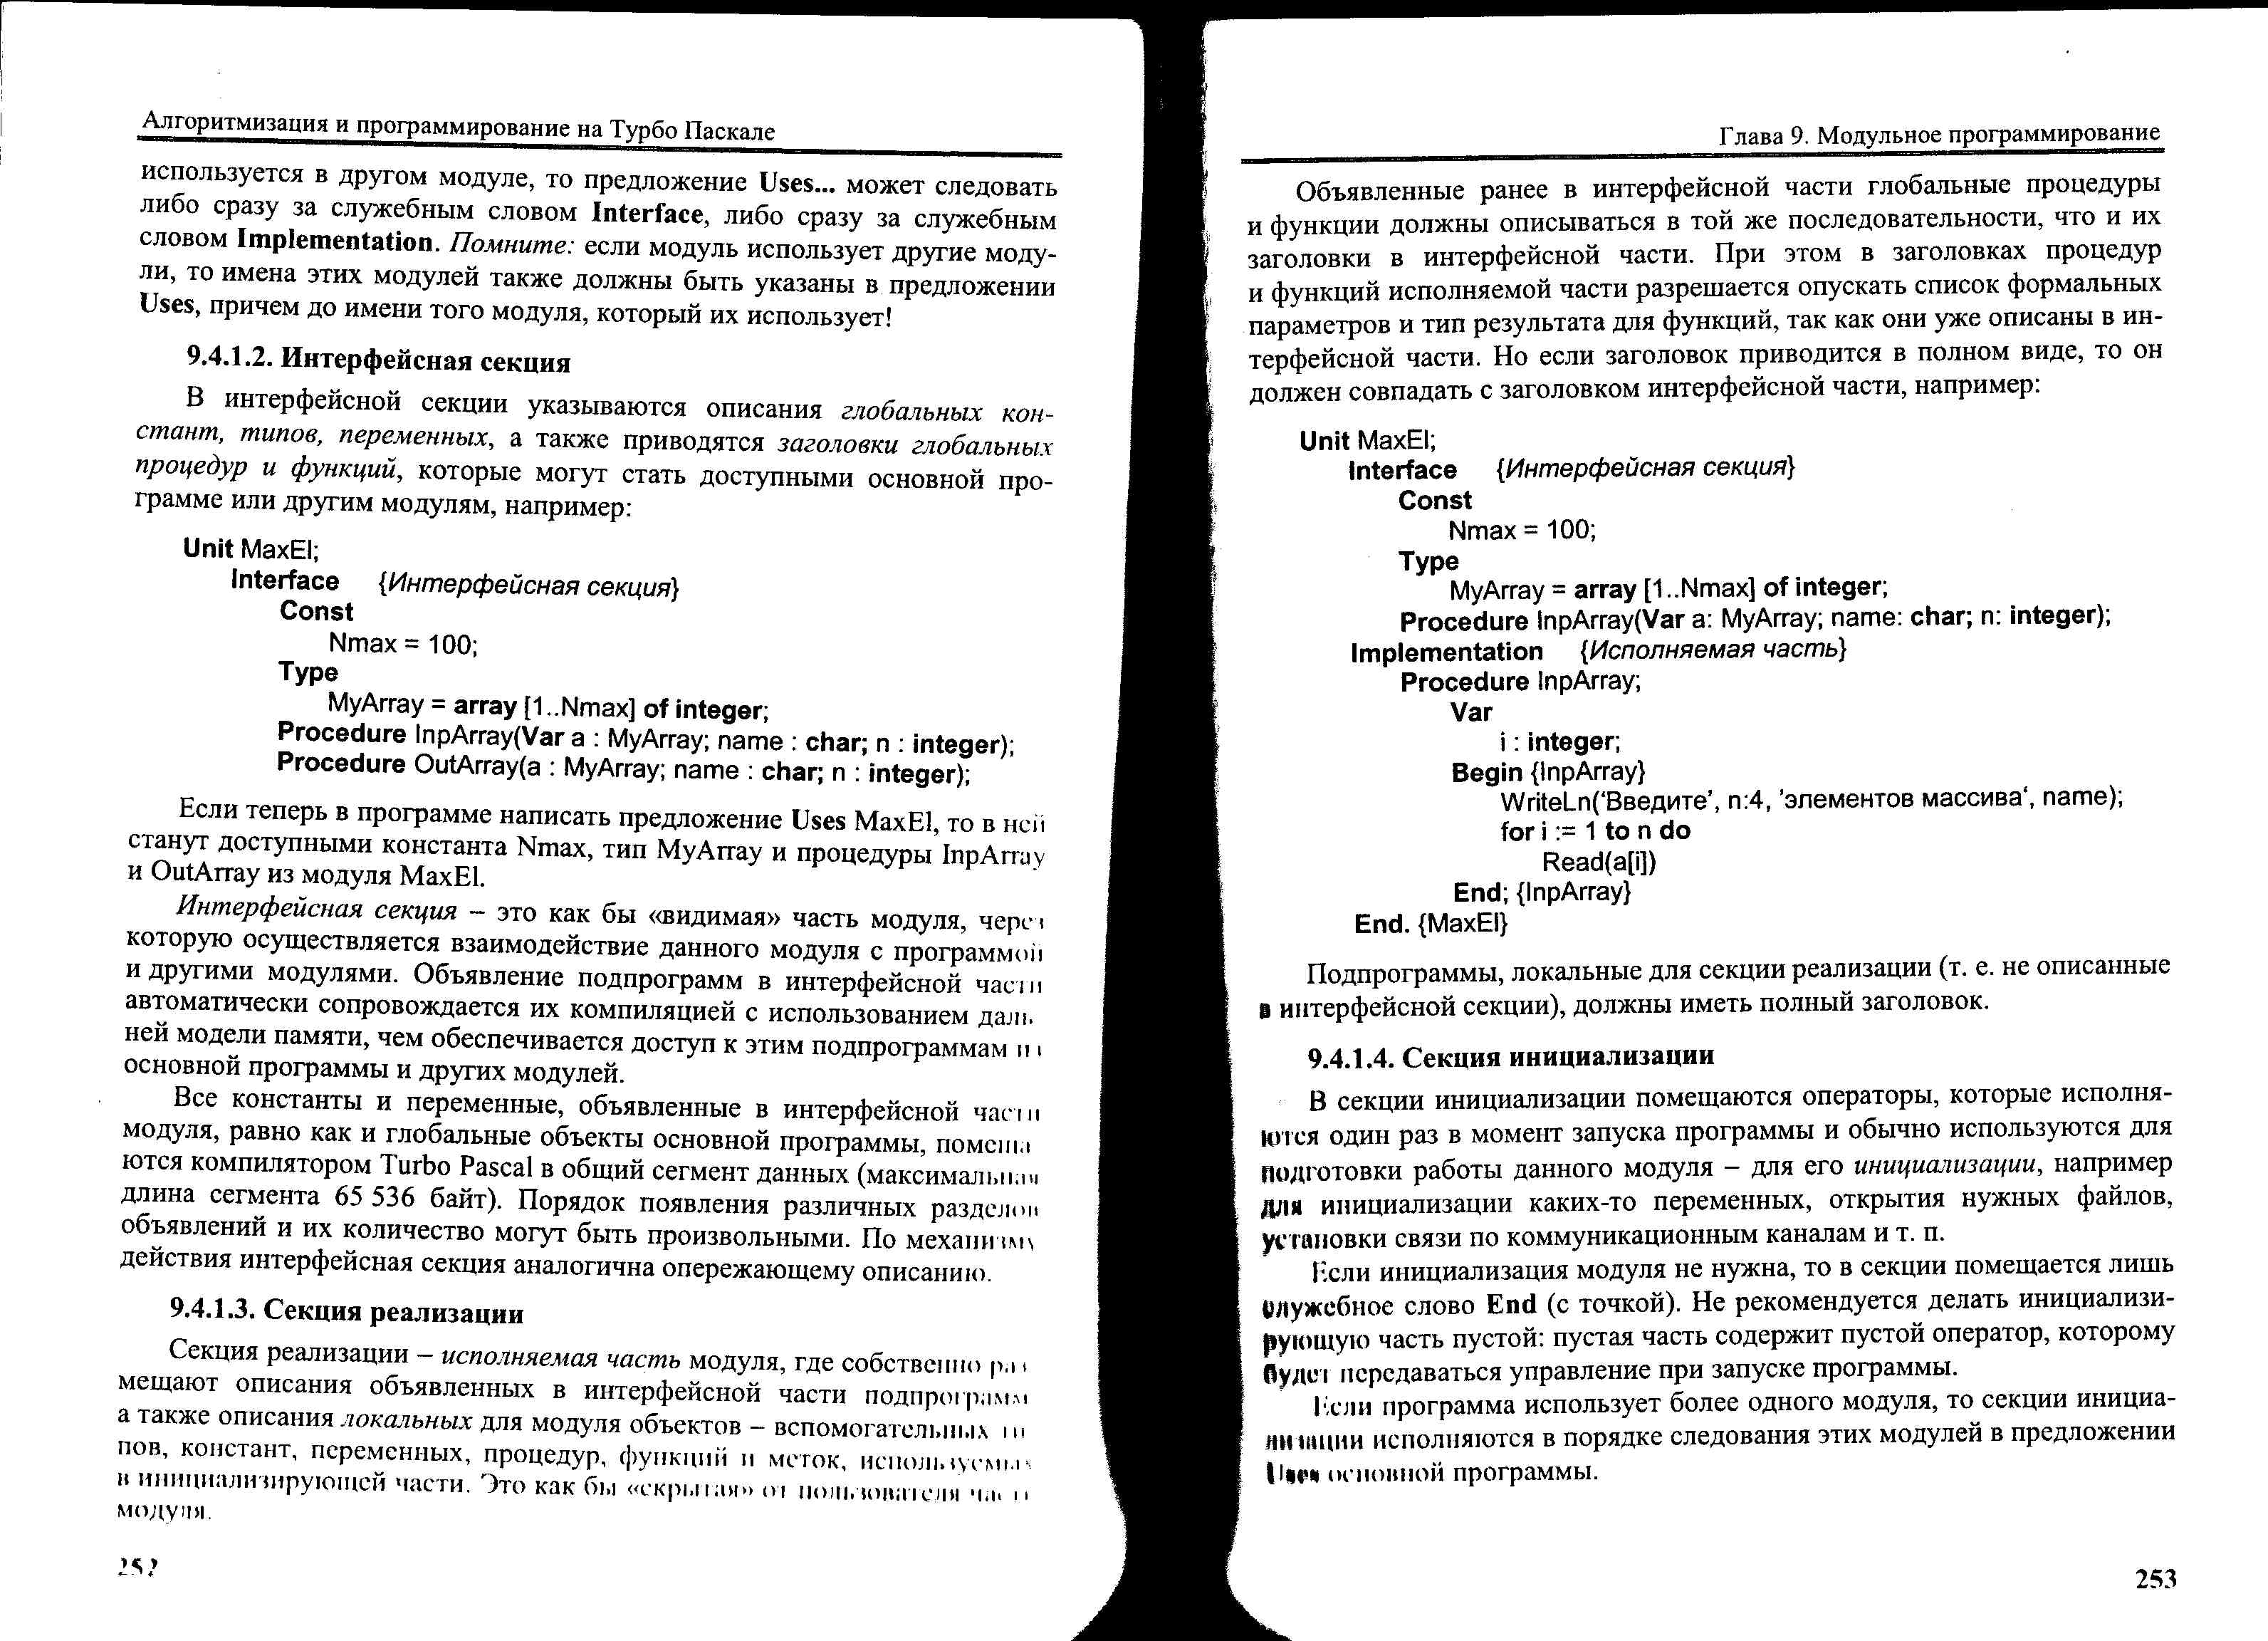 Алгоритмизация и программирование на Турбо Паскале
используется в другом модуле, то предложение Uses... может следовать
либо сразу за служебным словом Interface, либо сразу за служебным
словом Implementation. Помните: если модуль использует другие моду-
ли, то имена этих модулей также должны быть указаны в предложении
Uses, причем до имени того модуля, который их использует!
9.4.1.2. Интерфейсная секция
В интерфейсной секции указываются описания глобальных кон-
стант, типов, переменных, а также приводятся заголовки глобальных
процедур и функций, которые могут стать доступными основной про-
грамме или другим модулям, например:
Unit MaxEl;
Interface {Интерфейсная секция}
Const
Nmax = 100;
Type
MyArray = array [1..Nmax] of integer;
Procedure InpArray(Var a : MyArray; name : char; n : integer);
Procedure OutArray(a : MyArray; name : char; n : integer);
Если теперь в программе написать предложение Uses MaxEl, то в ней
станут доступными константа Nmax, тип MyArray и процедуры InpArray
и OutArray из модуля MaxEl.
Интерфейсная секция – это как бы «видимая» часть модуля, через
которую осуществляется взаимодействие данного модуля с программой
и другими модулями. Объявление подпрограмм в интерфейсной части
автоматически сопровождается их компиляцией с использованием даль-
ней модели памяти, чем обеспечивается доступ к этим подпрограммам из
основной программы и других модулей.
Все константы и переменные, объявленные в интерфейсной части
модуля, равно как и глобальные объекты основной программы, помеща
ются компилятором Turbo Pascal в общий сегмент данных (максимальная
длина сегмента 65 536 байт). Порядок появления различных разделов
объявлений и их количество могут быть произвольными. По механизму
действия интерфейсная секция аналогична опережающему описанию.
9.4.1.3. Секция реализации
Секция реализации – исполняемая часть модуля, где собственно раз
мещают описания объявленных в интерфейсной части подпрограмм
а также описания локальных для модуля объектов – вспомогательных ти
пов, констант, переменных, процедур, функций и меток, используемых
в инициализирующей части. Это как бы «скрытая» от пользователя часть
модуля.
252
Глава 9. Модульное программирование
Объявленные ранее в интерфейсной части глобальные процедуры
и функции должны описываться в той же последовательности, что и их
заголовки в интерфейсной части. При этом в заголовках процедур
и функций исполняемой части разрешается опускать список формальных
параметров и тип результата для функций, так как они уже описаны в ин-
терфейсной части. Но если заголовок приводится в полном виде, то он
должен совпадать с заголовком интерфейсной части, например:
Unit MaxEl;
Interface {Интерфейсная секция}
Const
Nmax = 100;
Type
MyArray = array [1..Nmax] of integer;
Procedure InpArray(Var a: MyArray; name: char; n: integer);
Implementation {Исполняемая часть}
Procedure InpArray;
Var
i : integer;
Begin {InpArray}
WriteLn(‘Введите’, n:4, ’элементов массива‘, name);
for i := 1 to n do
Read(a[i])
End; {InpArray}
End. {MaxEl}
Подпрограммы, локальные для секции реализации (т. е. не описанные
в интерфейсной секции), должны иметь полный заголовок.
9.4.1.4. Секция инициализации
В секции инициализации помещаются операторы, которые исполня-
ются один раз в момент запуска программы и обычно используются для
подготовки работы данного модуля – для его инициализации, например
для инициализации каких-то переменных, открытия нужных файлов,
установки связи по коммуникационным каналам и т. п.
Если инициализация модуля не нужна, то в секции помещается лишь
служебное слово End (с точкой). Не рекомендуется делать инициализи-
рующую часть пустой: пустая часть содержит пустой оператор, которому
будет передаваться управление при запуске программы.
Если программа использует более одного модуля, то секции инициа-
лизации исполняются в порядке следования этих модулей в предложении
Uses основной программы.
253